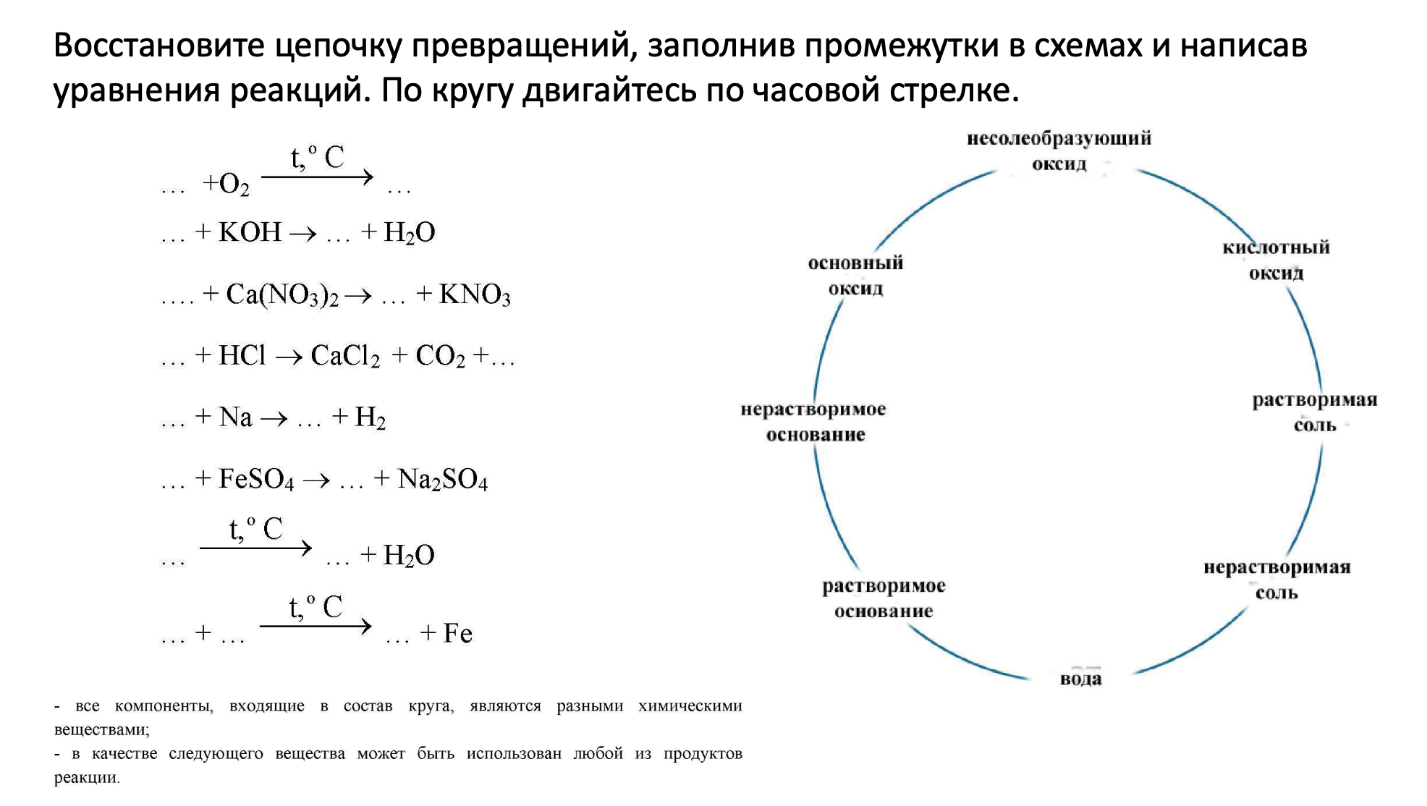 Восстановите цепочку превращений, заполнив промежутки в схемах и написав
уравнения реакций. По кругу двигайтесь по часовой стрелке.
… +O₂ —t,° C→ …
… + KOH → … + H₂O
…. + Ca(NO₃)₂ → … + KNO₃
… + HCl → CaCl₂ + CO₂ +…
… + Na → … + H₂
… + FeSO₄ → … + Na₂SO₄
… —t,° C→ … + H₂O
… + … —t,° C→ … + Fe
- все компоненты, входящие в состав круга, являются разными химическими
веществами;
- в качестве следующего вещества может быть использован любой из продуктов
реакции.
несолеобразующий
оксид
кислотный
оксид
растворимая
соль
нерастворимая
соль
вода
растворимое
основание
нерастворимое
основание
основный
оксид